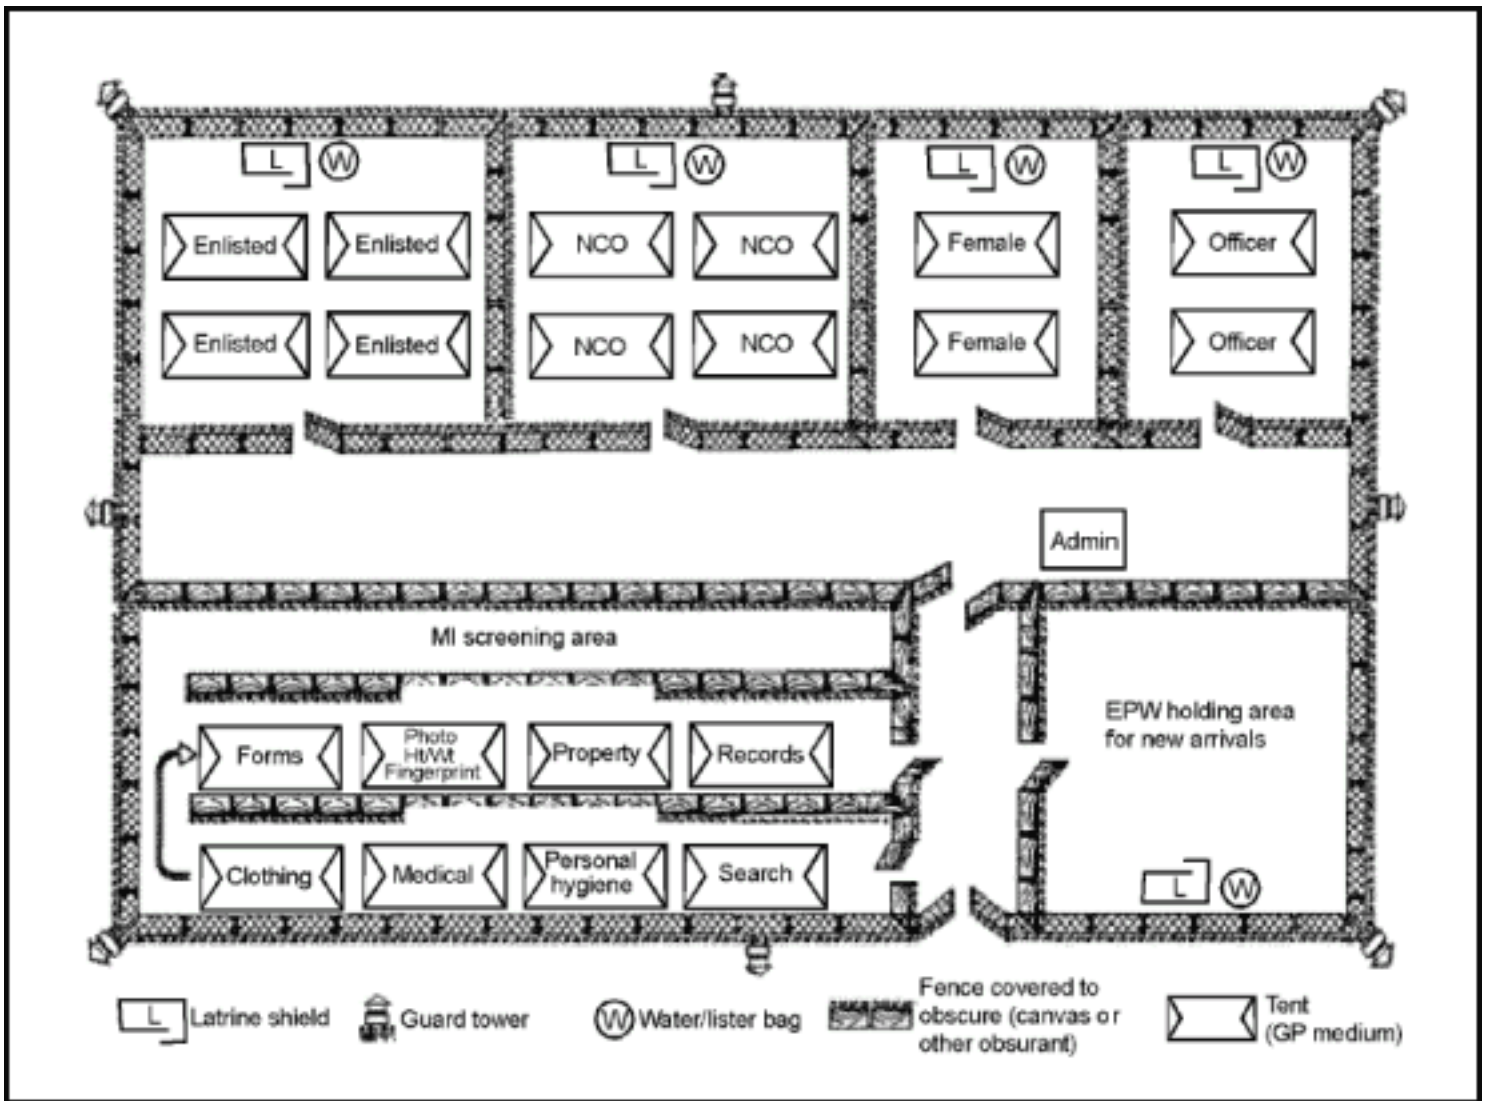 L W L W L W L W
Enlisted Enlisted NCO NCO Female Officer
Enlisted Enlisted NCO NCO Female Officer
Admin
MI screening area
EPW holding area
for new arrivals
Forms
Photo
Ht/Wt
Fingerprint
Property
Records
Clothing
Medical
Personal
hygiene
Search
L W
L Latrine shield
Guard tower
W Water/lister bag
Fence covered to
obscure (canvas or
other obsurant)
Tent
(GP medium)